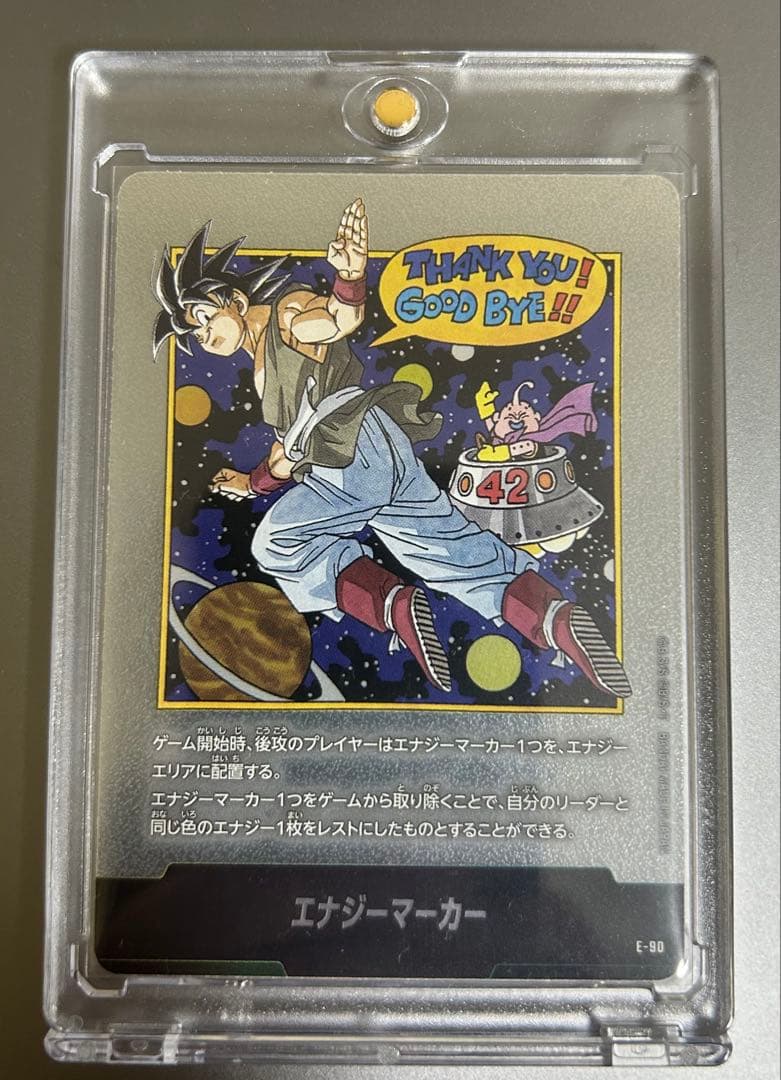 THANK YOU!
GOOD BYE!!
42
ゲーム開始時、後攻のプレイヤーはエナジーマーカー1つを、エナジー
エリアに配置する。
エナジーマーカー1つをゲームから取り除くことで、自分のリーダーと
同じ色のエナジー1枚をレストにしたものとすることができる。
エナジーマーカー
E-90